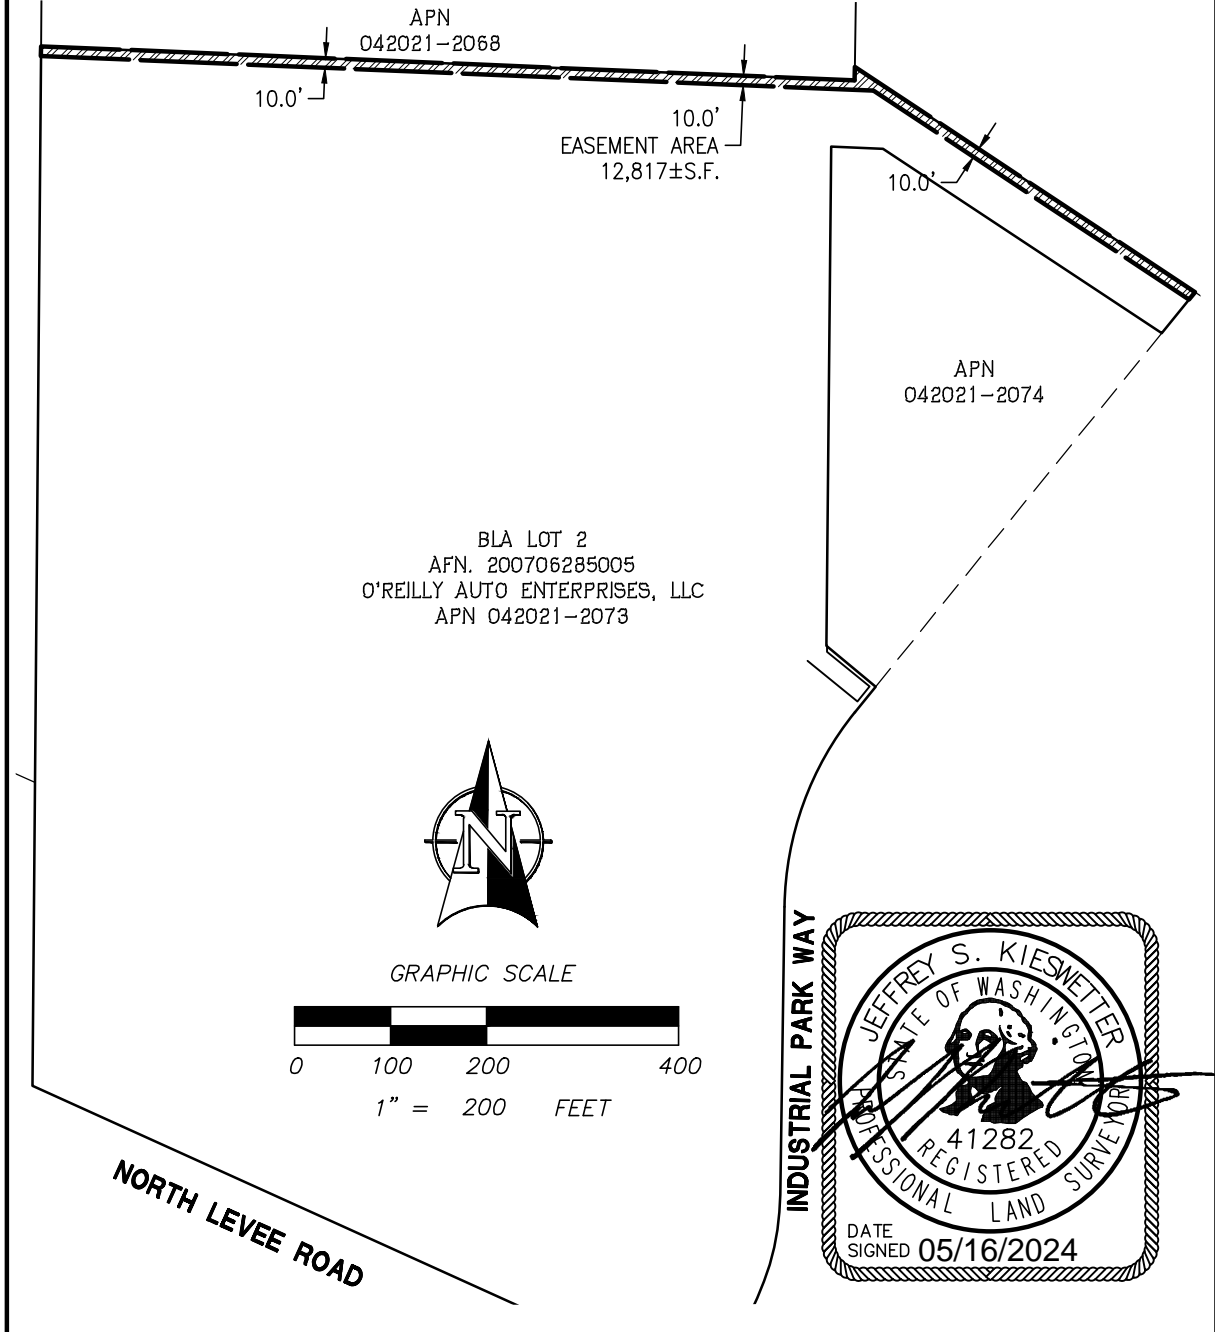 APN
042021-2068
10.0'
10.0'
EASEMENT AREA
12,817±S.F.
10.0'
APN
042021-2074
BLA LOT 2
AFN. 200706285005
O'REILLY AUTO ENTERPRISES, LLC
APN 042021-2073
N
GRAPHIC SCALE
0 100 200 400
1" = 200 FEET
NORTH LEVEE ROAD
INDUSTRIAL PARK WAY
JEFFREY S. KIESWETTER
STATE OF WASHINGTON
41282
REGISTERED
PROFESSIONAL LAND SURVEYOR
DATE
SIGNED 05/16/2024